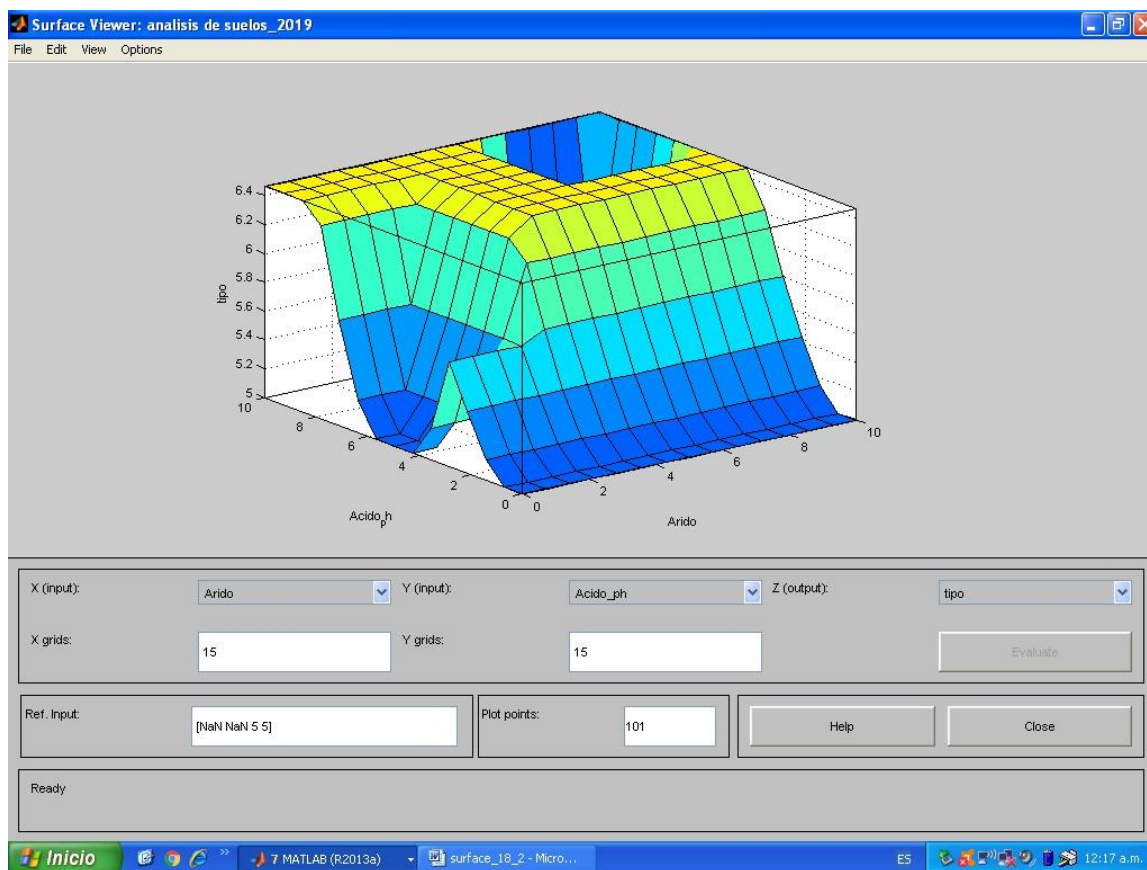 Surface Viewer: analisis de suelos_2019
File Edit View Options
6.4
6.2
6
5.8
5.6
5.4
5.2
5
tipo
10
8
6
4
2
0
Acido_ph
0
2
4
6
8
10
Arido
X (input): Arido Y (input): Acido_ph Z (output): tipo
X grids: 15 Y grids: 15 Evaluate
Ref. Input: [NaN NaN 5 5] Plot points: 101 Help Close
Ready
Inicio » 7 MATLAB (R2013a) surface_18_2 - Micro... ES 12:17 a.m.